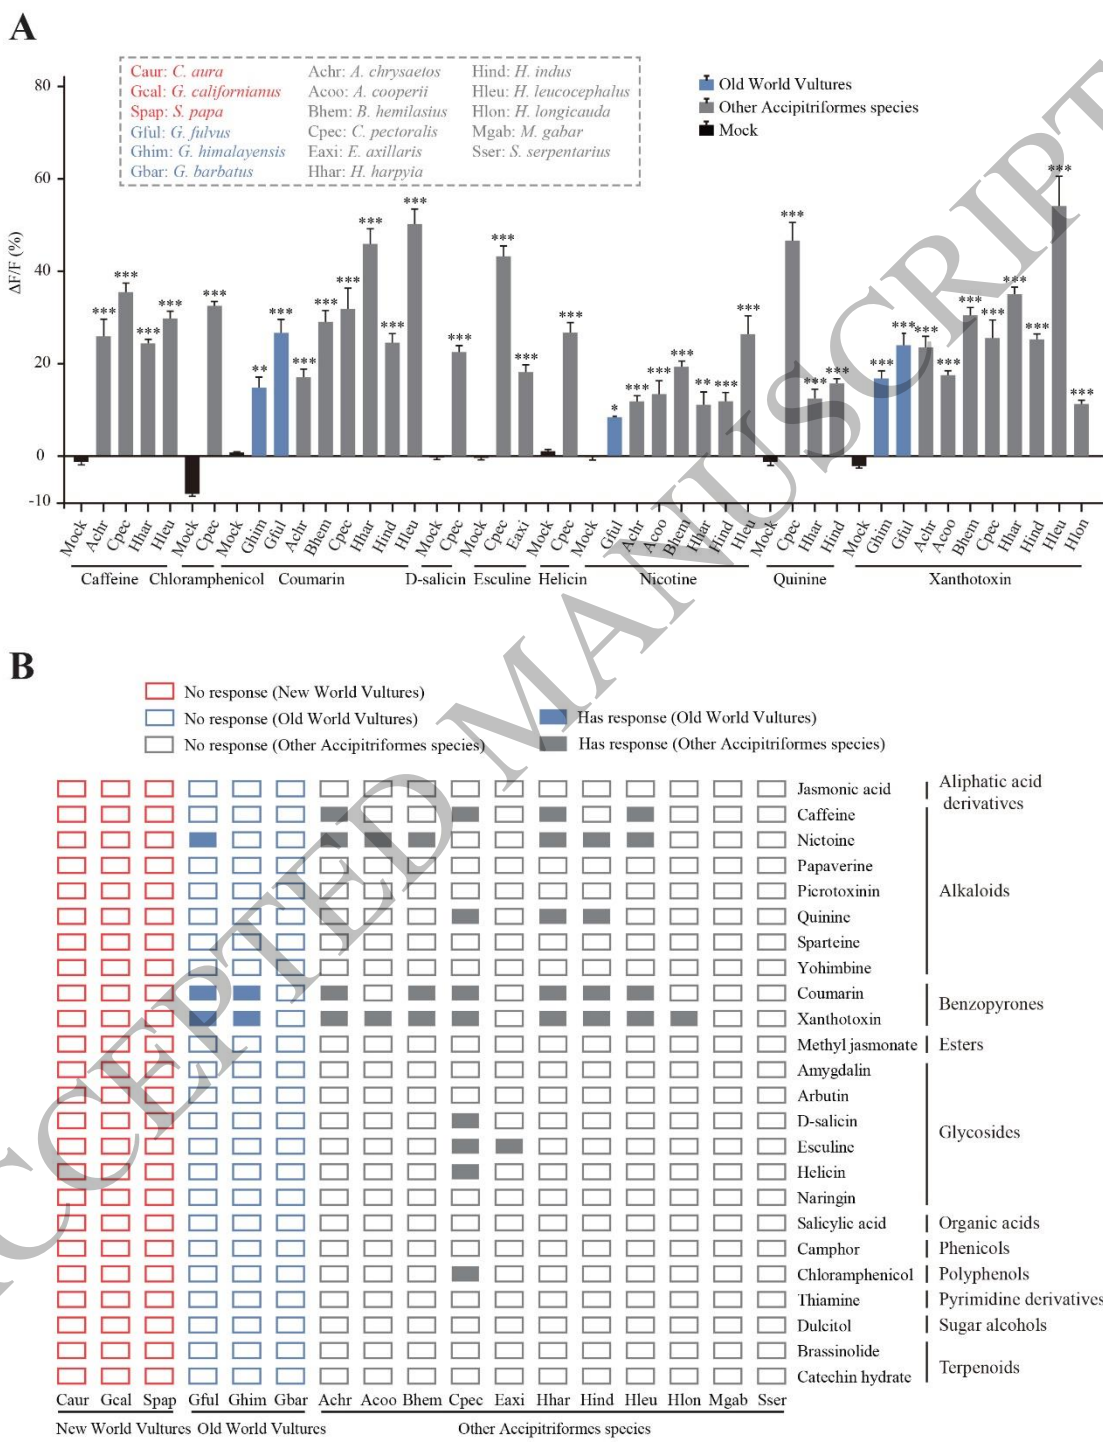 A
Caur: C. aura
Gcal: G. californianus
Spap: S. papa
Gful: G. fulvus
Ghim: G. himalayensis
Gbar: G. barbatus
Achr: A. chrysaetos
Acoo: A. cooperii
Bhem: B. hemilasius
Cpec: C. pectoralis
Eaxi: E. axillaris
Hhar: H. harpyia
Hind: H. indus
Hleu: H. leucocephalus
Hlon: H. longicauda
Mgab: M. gabar
Sser: S. serpentarius
Old World Vultures
Other Accipitriformes species
Mock
ΔF/F (%)
80
60
40
20
0
-10
*** *** *** *** *** ** *** *** *** *** *** *** *** *** *** *** *** *** * *** *** *** ** *** *** *** *** *** *** *** *** *** *** *** *** *** *** ***
Mock Achr Cpec Hhar Hleu Mock Cpec Mock Ghim Gful Achr Bhem Cpec Hhar Hind Hleu Mock Cpec Mock Cpec Eaxi Mock Cpec Mock Gful Achr Acoo Bhem Hhar Hind Hleu Mock Cpec Hhar Hind Mock Ghim Gful Achr Acoo Bhem Cpec Hhar Hind Hleu Hlon
Caffeine Chloramphenicol Coumarin D-salicin Esculine Helicin Nicotine Quinine Xanthotoxin
B
No response (New World Vultures)
No response (Old World Vultures)
No response (Other Accipitriformes species)
Has response (Old World Vultures)
Has response (Other Accipitriformes species)
Jasmonic acid
Caffeine
Nictoine
Papaverine
Picrotoxinin
Quinine
Sparteine
Yohimbine
Coumarin
Xanthotoxin
Methyl jasmonate
Amygdalin
Arbutin
D-salicin
Esculine
Helicin
Naringin
Salicylic acid
Camphor
Chloramphenicol
Thiamine
Dulcitol
Brassinolide
Catechin hydrate
Aliphatic acid
derivatives
Alkaloids
Benzopyrones
Esters
Glycosides
Organic acids
Phenicols
Polyphenols
Pyrimidine derivatives
Sugar alcohols
Terpenoids
Caur Gcal Spap Gful Ghim Gbar Achr Acoo Bhem Cpec Eaxi Hhar Hind Hleu Hlon Mgab Sser
New World Vultures Old World Vultures Other Accipitriformes species
CCEPTED MANUSCRIPT